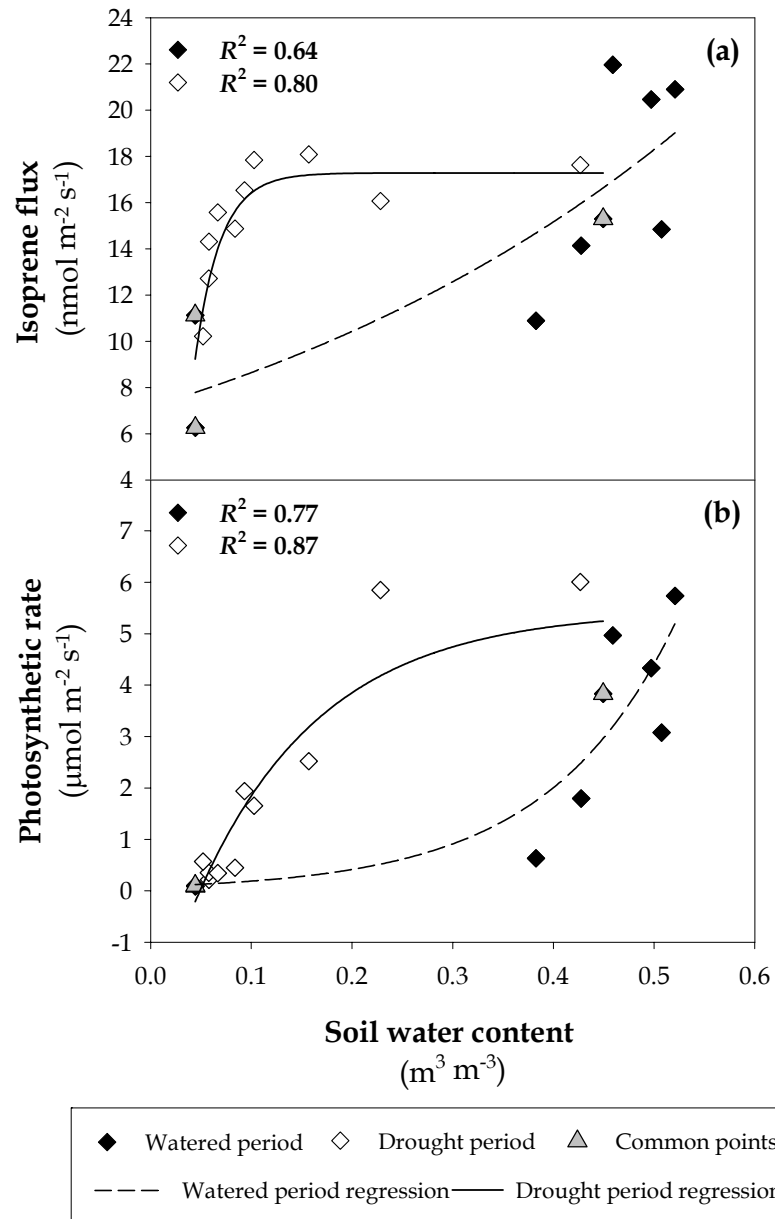 24
22
20
18
16
14
12
10
8
6
4
Isoprene flux
(nmol m-2 s-1)
R2 = 0.64
R2 = 0.80
(a)
7
6
5
4
3
2
1
0
-1
Photosynthetic rate
(µmol m-2 s-1)
R2 = 0.77
R2 = 0.87
(b)
0.0 0.1 0.2 0.3 0.4 0.5
Soil water content
(m3 m-3)
Watered period Drought period Common points
Watered period regression Drought period regression